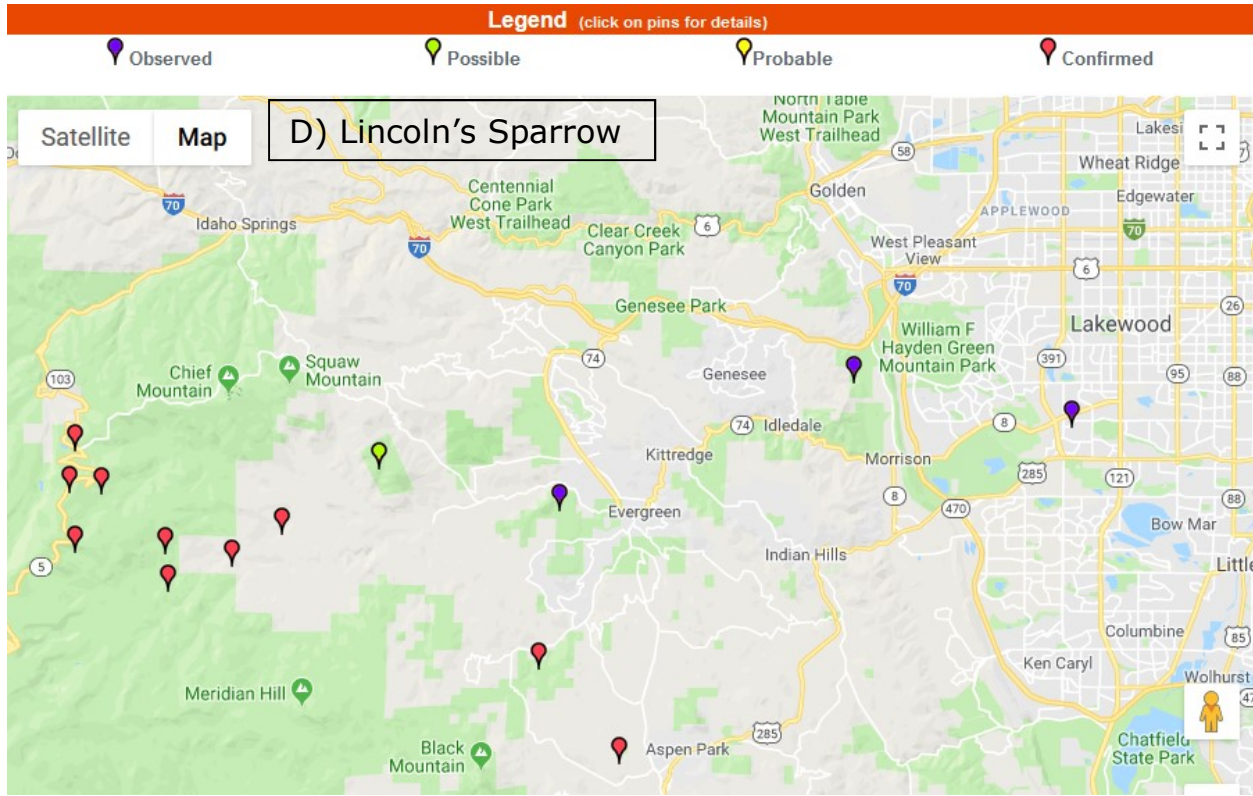 Legend (click on pins for details)
Observed
Possible
Probable
Confirmed
Satellite
Map
D) Lincoln's Sparrow
North Table
Mountain Park
West Trailhead
58
Wheat Ridge
Edgewater
Golden
APPLEWOOD
70
Centennial
Cone Park
West Trailhead
70
Idaho Springs
70
Clear Creek
Canyon Park
6
West Pleasant
View
6
70
Genesee Park
26
William F
Hayden Green
Mountain Park
Lakewood
391
95
88
74
Genesee
Chief
Mountain
Squaw
Mountain
103
74
Idledale
8
Kittredge
Morrison
285
121
88
8
470
Evergreen
Bow Mar
Indian Hills
5
Columbine
85
Ken Caryl
Wolhurst
Meridian Hill
285
Black
Mountain
Aspen Park
Chatfield
State Park